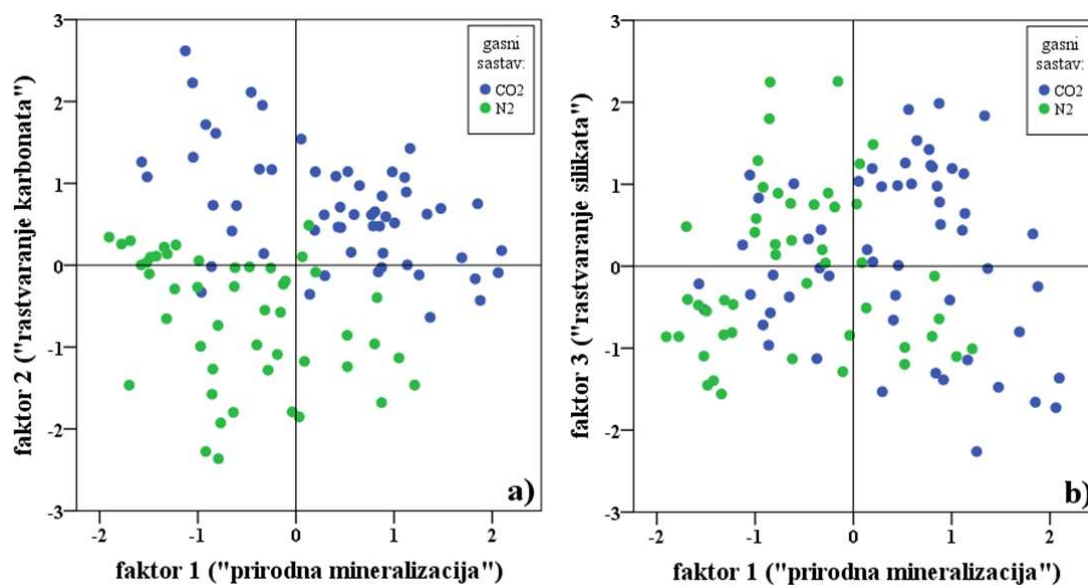 3
2
1
0
-1
-2
-3
-2
-1
0
1
2
faktor 2 ("rastvaranje karbonata")
faktor 1 ("prirodna mineralizacija")
gasni
sastav:
CO2
N2
a)
3
2
1
0
-1
-2
-3
-2
-1
0
1
2
faktor 3 ("rastvaranje silikata")
faktor 1 ("prirodna mineralizacija")
gasni
sastav:
CO2
N2
b)